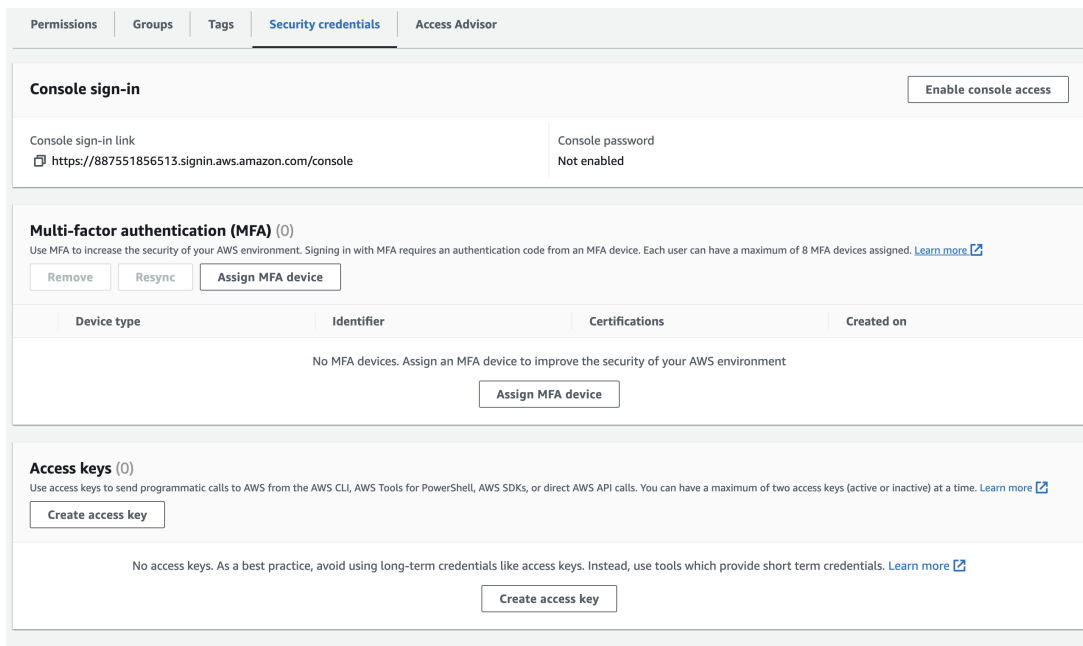 Permissions Groups Tags Security credentials Access Advisor
Console sign-in
Enable console access
Console sign-in link
https://887551856513.signin.aws.amazon.com/console
Console password
Not enabled
Multi-factor authentication (MFA) (0)
Use MFA to increase the security of your AWS environment. Signing in with MFA requires an authentication code from an MFA device. Each user can have a maximum of 8 MFA devices assigned. Learn more
Remove Resync Assign MFA device
Device type Identifier Certifications Created on
No MFA devices. Assign an MFA device to improve the security of your AWS environment
Assign MFA device
Access keys (0)
Use access keys to send programmatic calls to AWS from the AWS CLI, AWS Tools for PowerShell, AWS SDKs, or direct AWS API calls. You can have a maximum of two access keys (active or inactive) at a time. Learn more
Create access key
No access keys. As a best practice, avoid using long-term credentials like access keys. Instead, use tools which provide short term credentials. Learn more
Create access key